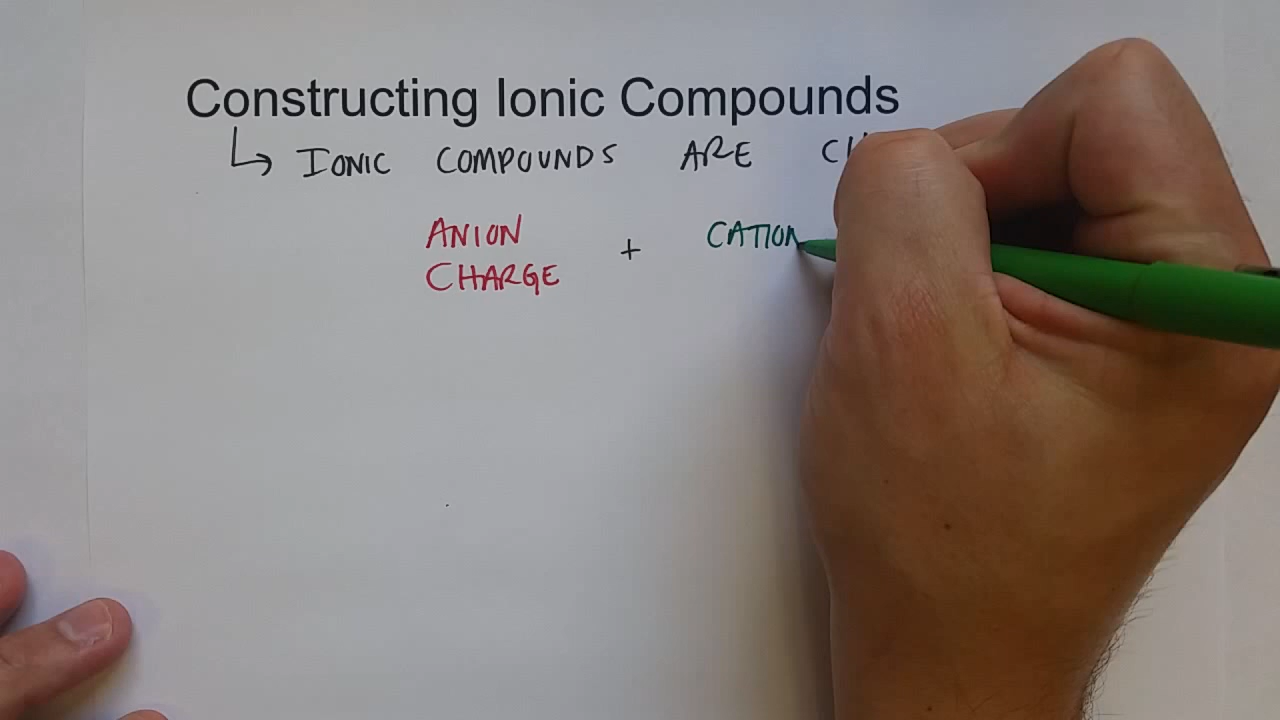 Constructing Ionic Compounds
IONIC COMPOUNDS ARE
ANION + CATION
CHARGE